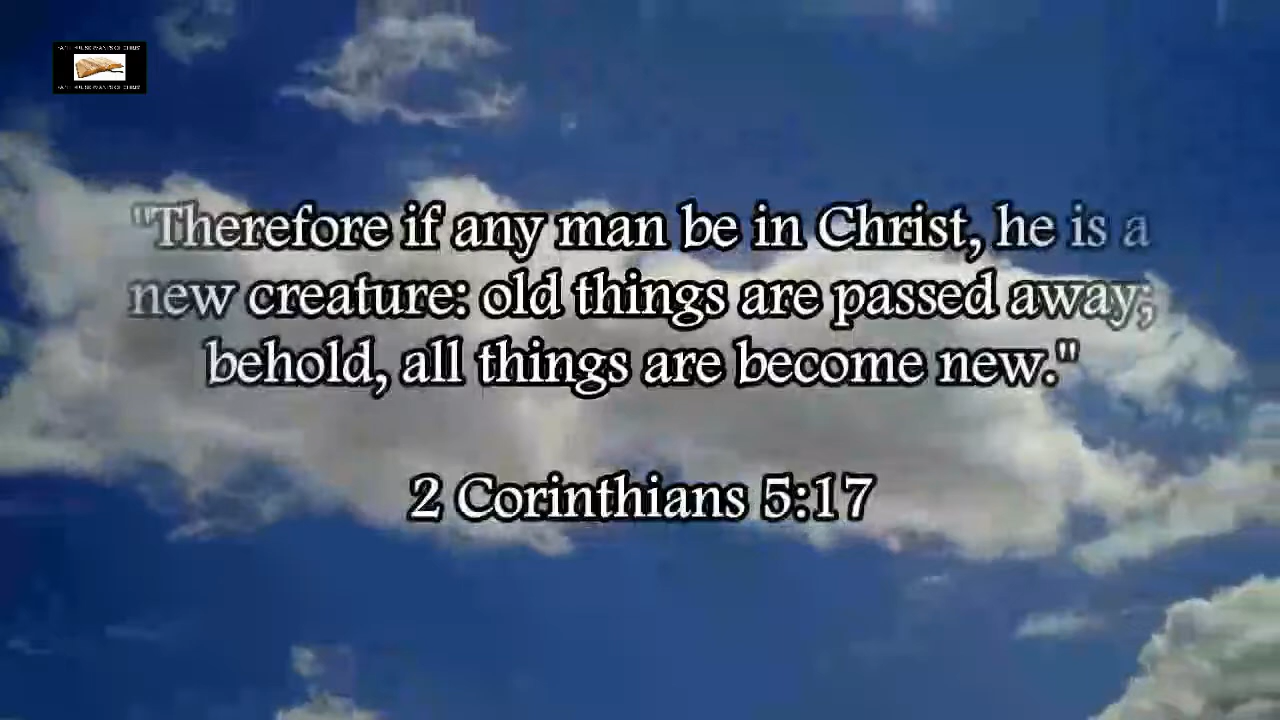 "Therefore if any man be in Christ, he is a
new creature: old things are passed away;
behold, all things are become new."
2 Corinthians 5:17